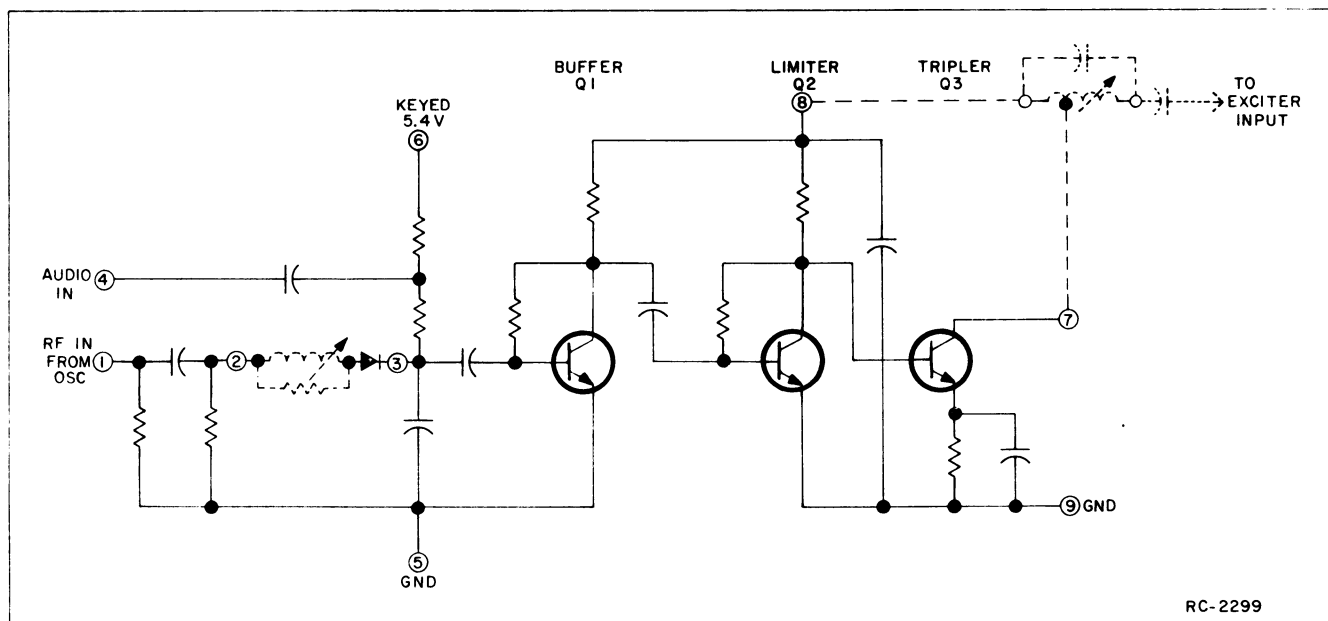 BUFFER
Q1
LIMITER
Q2
8
TRIPLER
Q3
TO
EXCITER
INPUT
KEYED
5.4V
6
AUDIO 4
IN
RF IN
FROM 1
OSC
2
3
7
5
GND
9 GND
RC-2299